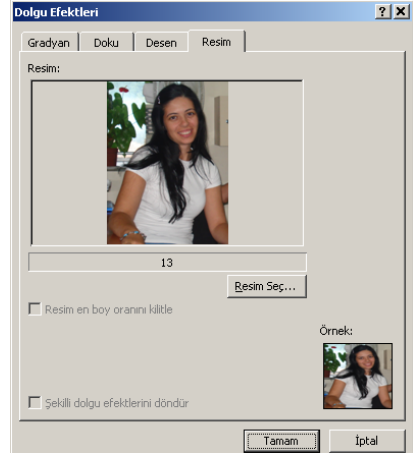 Dolgu Efektleri
Gradyan Doku Desen Resim
Resim:
13
Resim Seç...
Resim en boy oranını kilitle
Örnek:
Şekilli dolgu efektlerini döndür
Tamam İptal